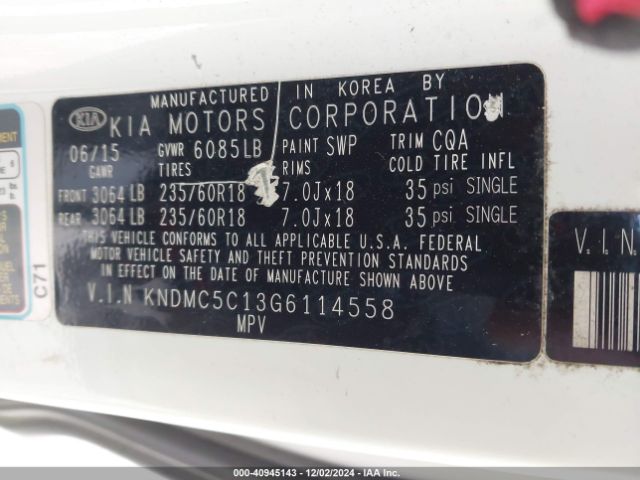 MANUFACTURED IN KOREA BY
KIA KIA MOTORS CORPORATION
06/15 GVWR 6085LB PAINT SWP TRIM CQA
GAWR TIRES RIMS COLD TIRE INFL
FRONT 3064 LB 235/60R18 7.0Jx18 35 psi SINGLE
REAR 3064 LB 235/60R18 7.0Jx18 35 psi SINGLE
THIS VEHICLE CONFORMS TO ALL APPLICABLE U.S.A. FEDERAL
MOTOR VEHICLE SAFETY AND THEFT PREVENTION STANDARDS
IN EFFECT ON THE DATE OF MANUFACTURE SHOWN ABOVE
V.I.N KNDMC5C13G6114558
MPV
C71
V.I.N.
000-40945143 - 12/02/2024 - IAA Inc.